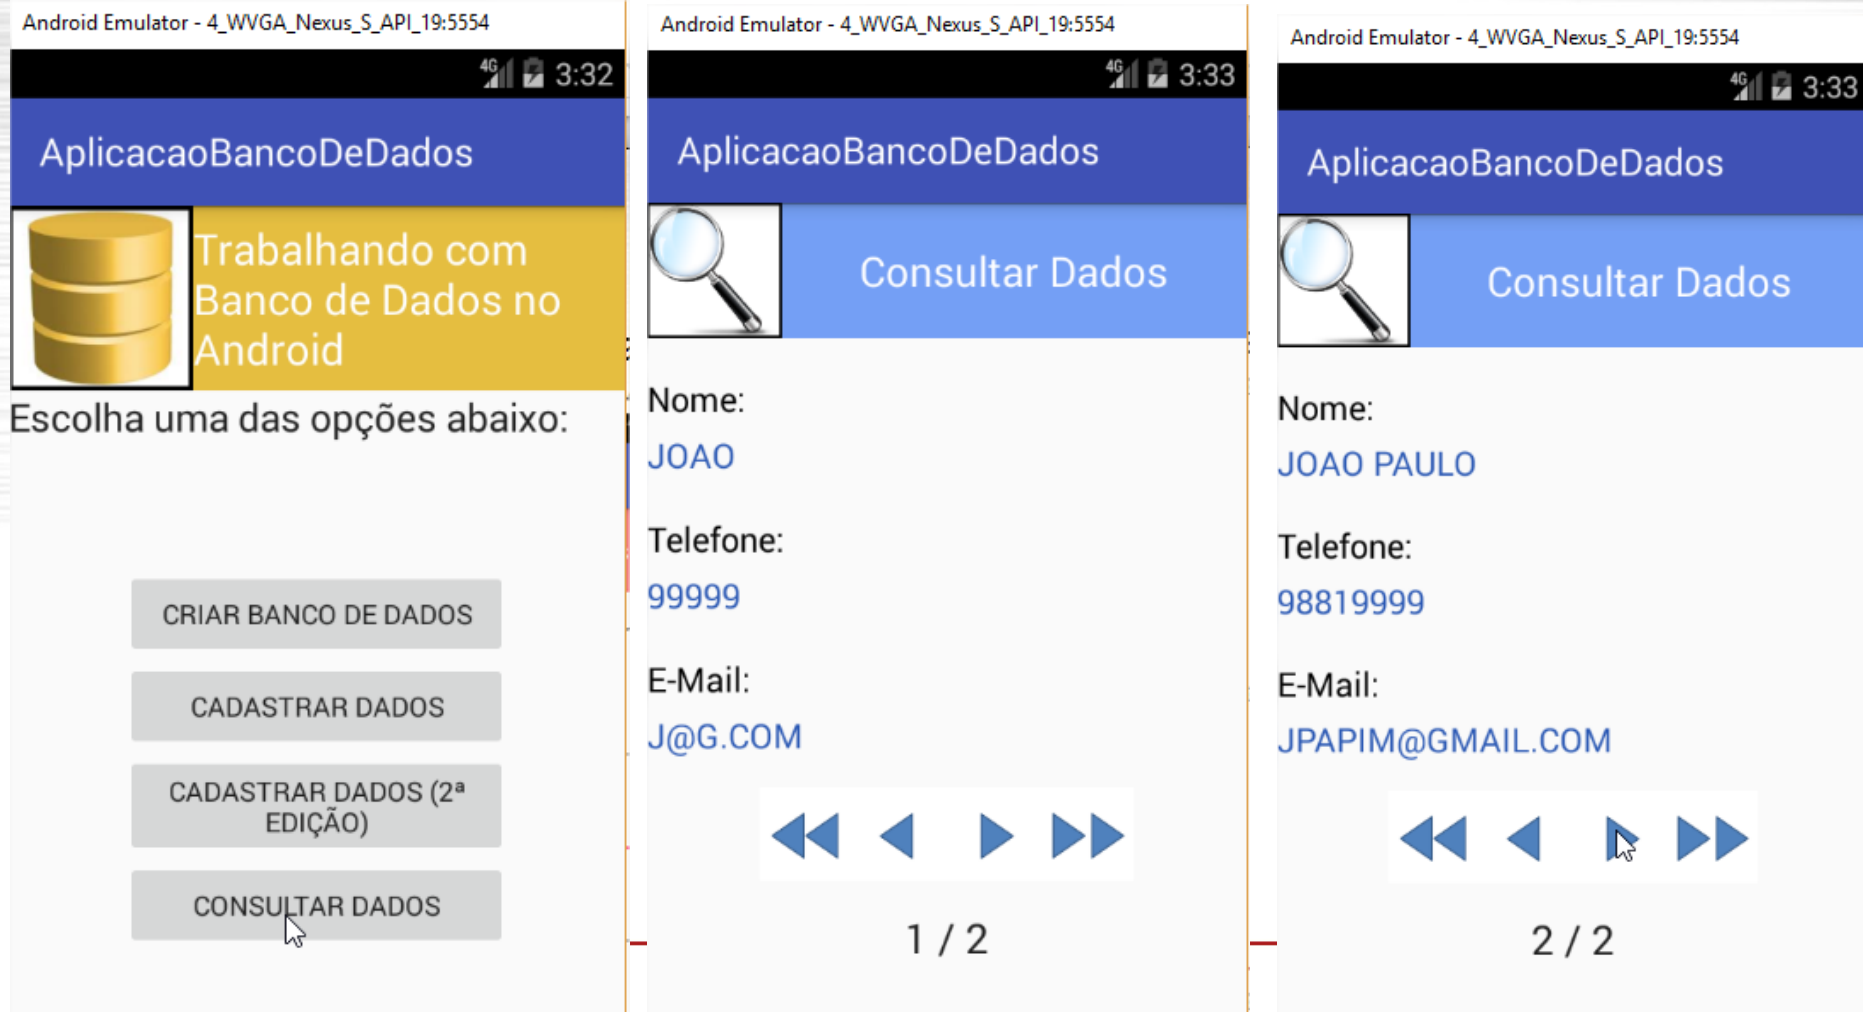 Android Emulator - 4_WVGA_Nexus_S_API_19:5554
4G 3:32
AplicacaoBancoDeDados
Trabalhando com
Banco de Dados no
Android
Escolha uma das opções abaixo:
CRIAR BANCO DE DADOS
CADASTRAR DADOS
CADASTRAR DADOS (2ª
EDIÇÃO)
CONSULTAR DADOS
Android Emulator - 4_WVGA_Nexus_S_API_19:5554
4G 3:33
AplicacaoBancoDeDados
Consultar Dados
Nome:
JOAO
Telefone:
99999
E-Mail:
J@G.COM
1 / 2
Android Emulator - 4_WVGA_Nexus_S_API_19:5554
4G 3:33
AplicacaoBancoDeDados
Consultar Dados
Nome:
JOAO PAULO
Telefone:
98819999
E-Mail:
JPAPIM@GMAIL.COM
2 / 2